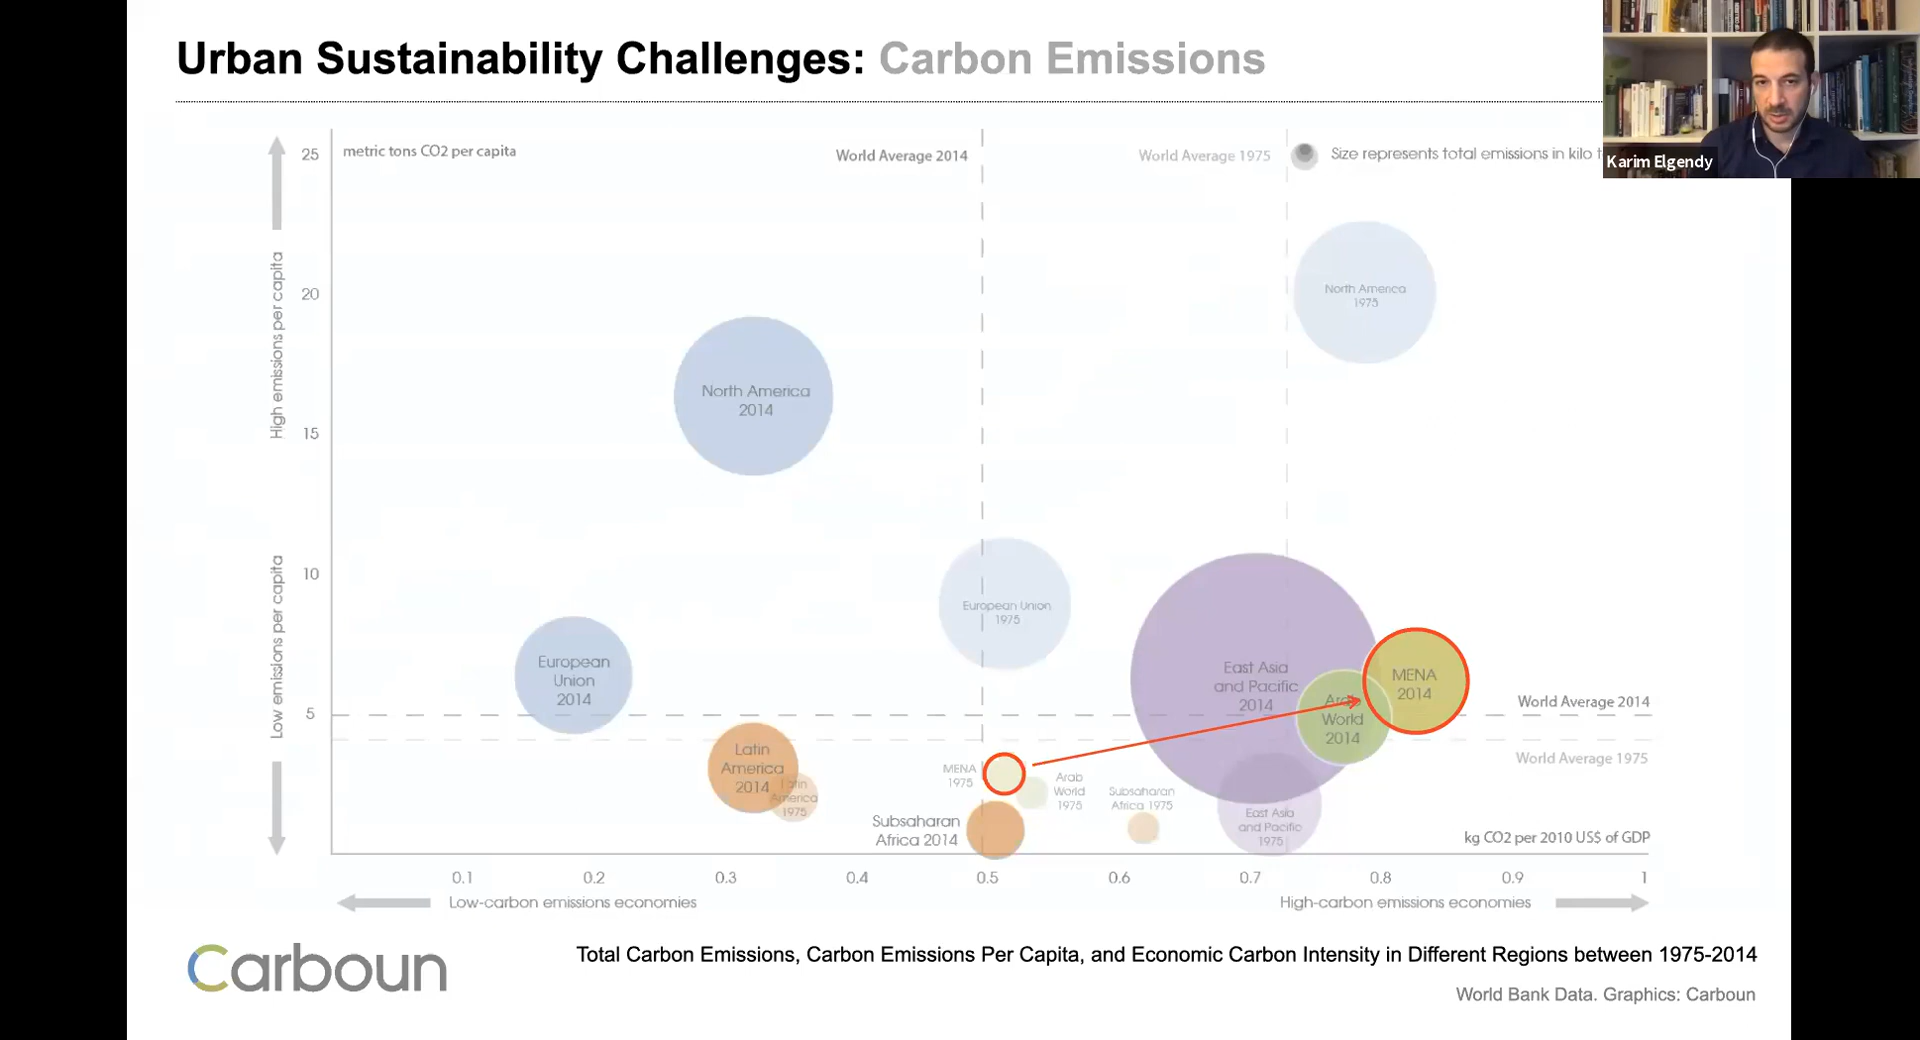 Urban Sustainability Challenges: Carbon Emissions
Karim Elgendy
High emissions per capita
Low emissions per capita
25
20
15
10
5
metric tons CO2 per capita
World Average 2014
World Average 1975
Size represents total emissions in kilo
North America
1975
North America
2014
European Union
1975
European
Union
2014
East Asia
and Pacific
2014
Arab
World
2014
MENA
2014
World Average 2014
World Average 1975
Latin
America
2014
Latin
America
1975
MENA
1975
Arab
World
1975
Subsaharan
Africa 1975
Subsaharan
Africa 2014
East Asia
and Pacific
1975
kg CO2 per 2010 US$ of GDP
0.1 0.2 0.3 0.4 0.5 0.6 0.7 0.8 0.9 1
Low-carbon emissions economies
High-carbon emissions economies
Carboun
Total Carbon Emissions, Carbon Emissions Per Capita, and Economic Carbon Intensity in Different Regions between 1975-2014
World Bank Data. Graphics: Carboun